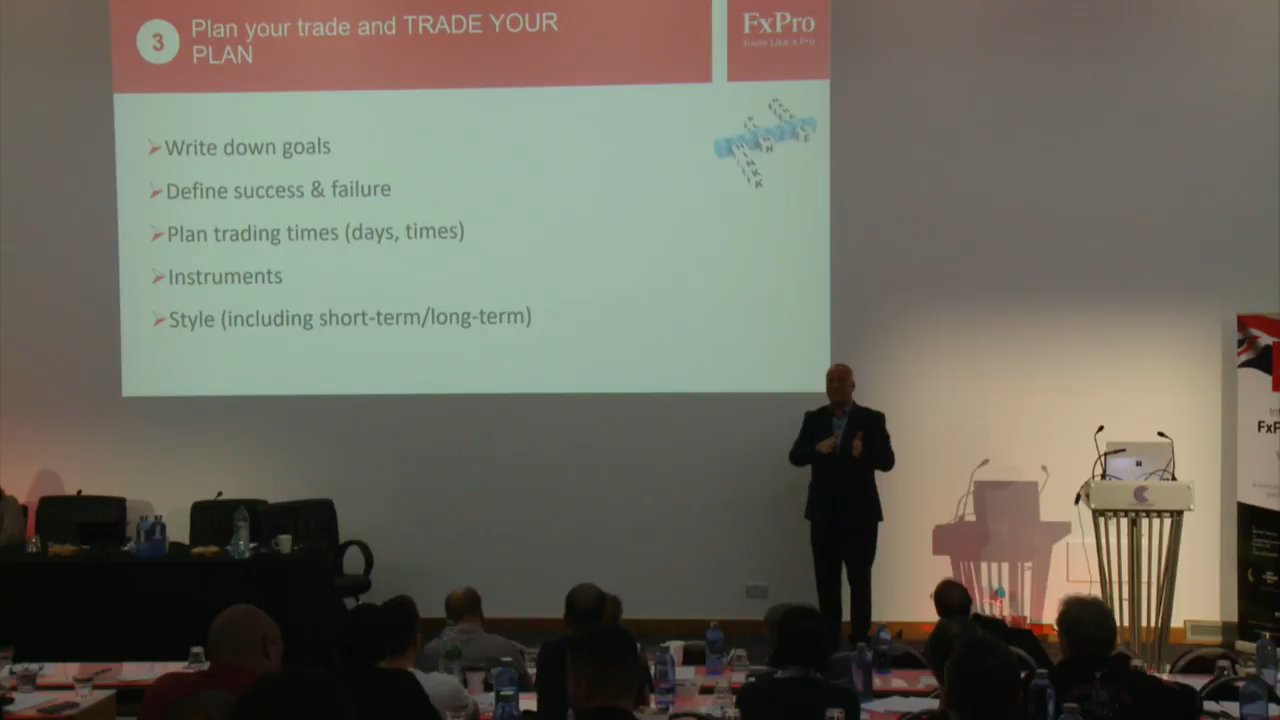 3
Plan your trade and TRADE YOUR
PLAN
FxPro
Trade Like a Pro
Write down goals
Define success & failure
Plan trading times (days, times)
Instruments
Style (including short-term/long-term)